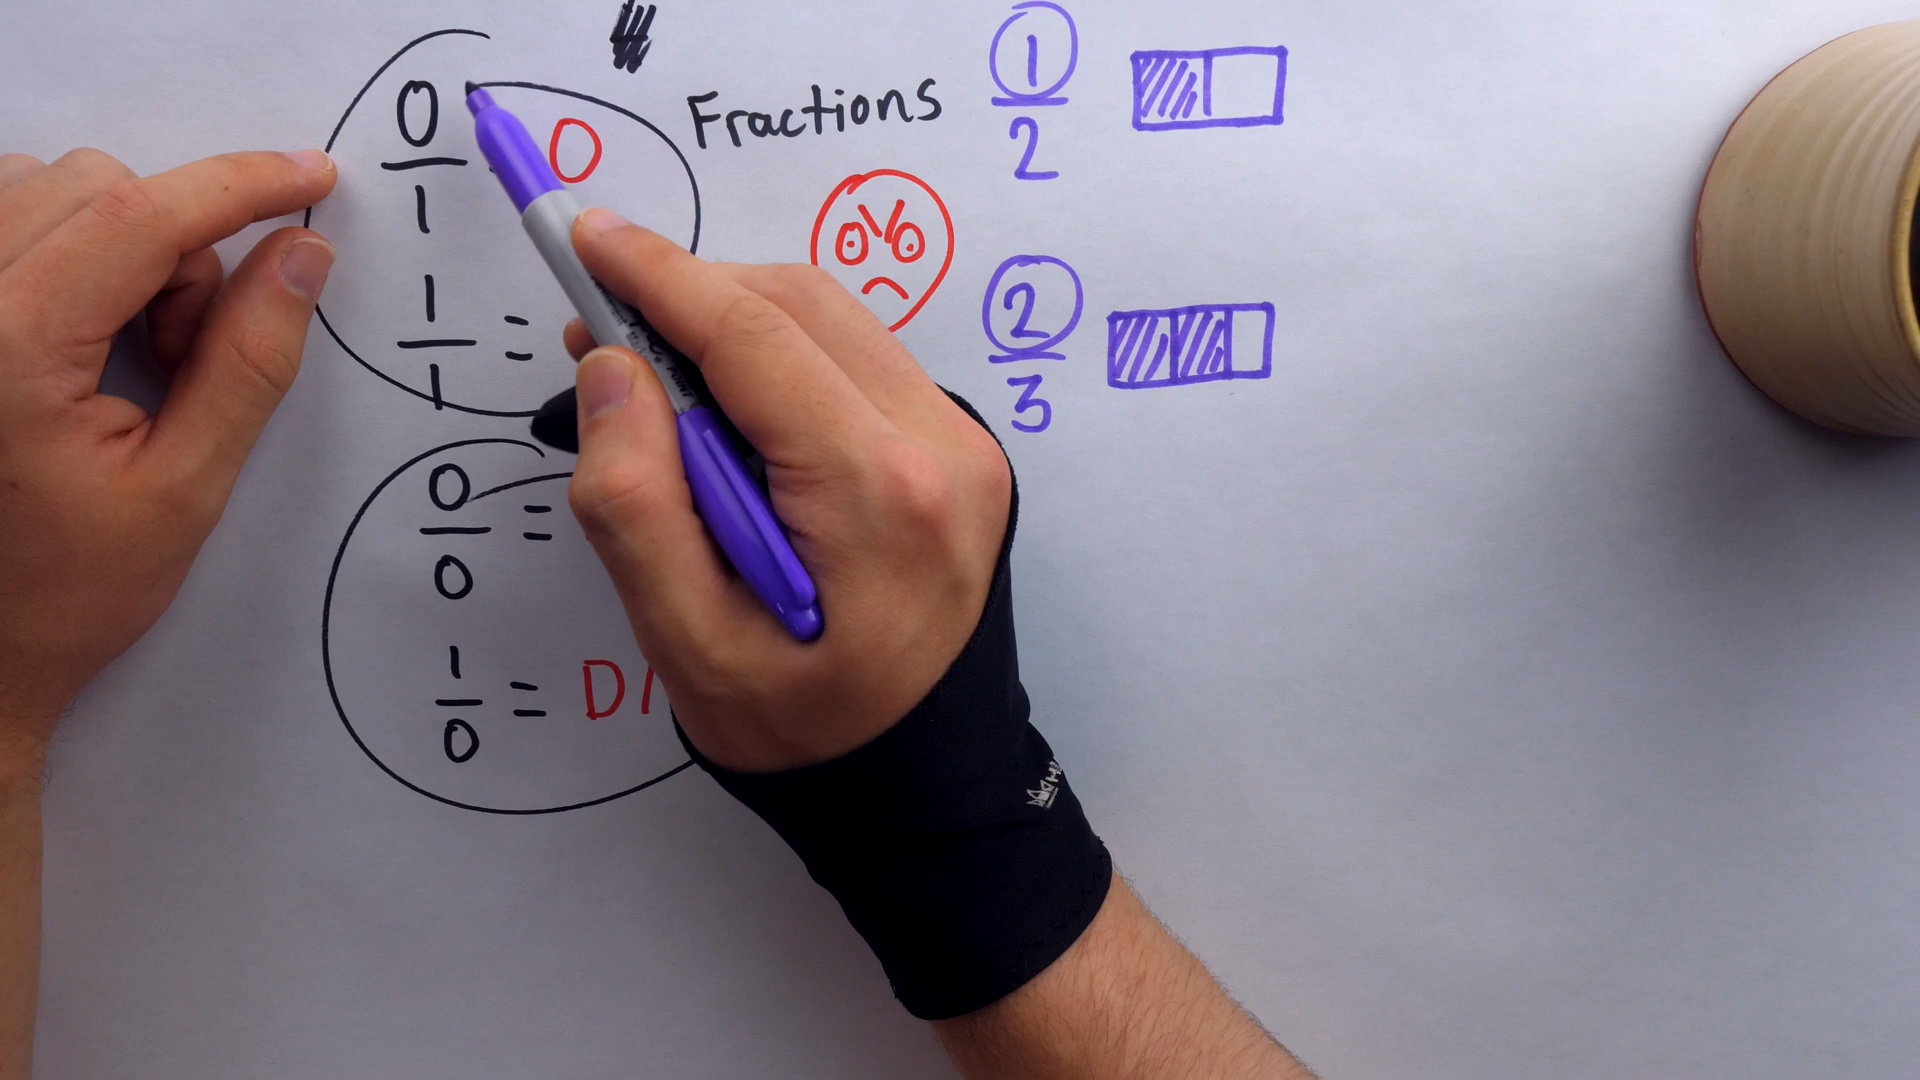 0/1 = 0
1/1 =
0/0 =
1/0 = D
Fractions
1/2
2/3